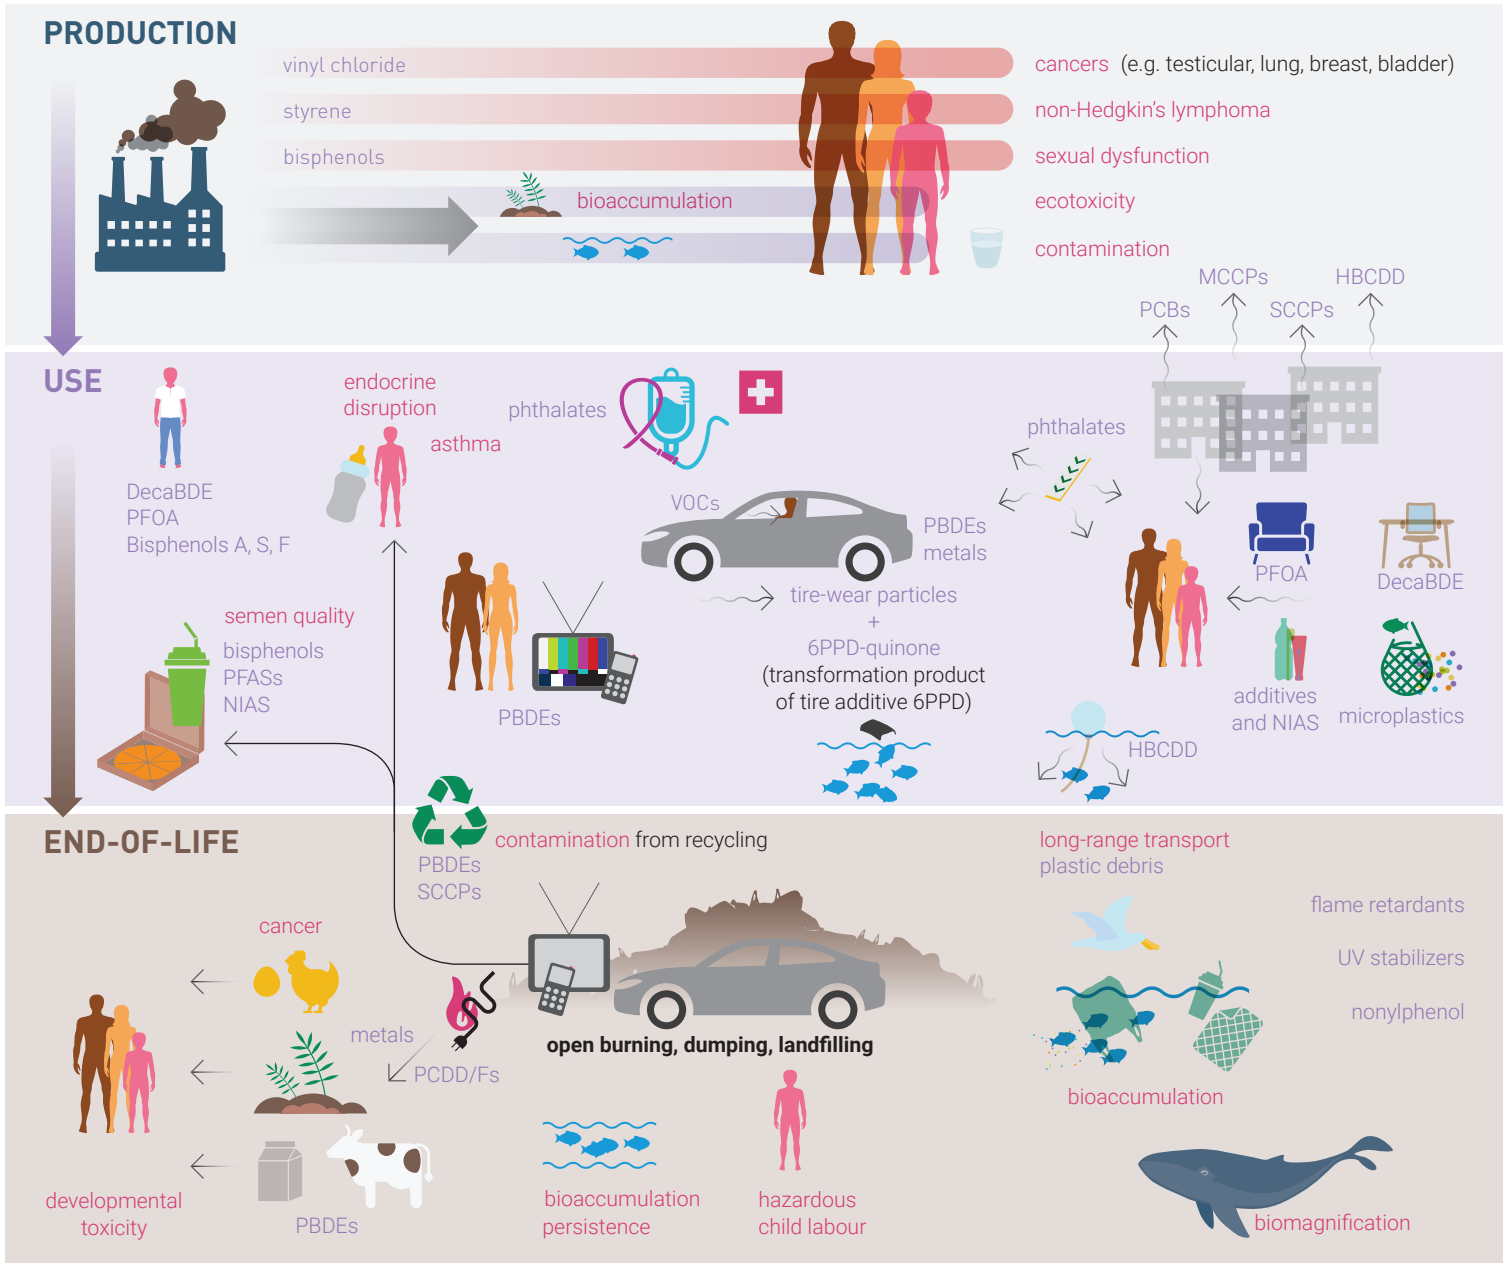 PRODUCTION
vinyl chloride
cancers (e.g. testicular, lung, breast, bladder)
styrene
non-Hedgkin's lymphoma
bisphenols
sexual dysfunction
bioaccumulation
ecotoxicity
contamination
MCCPs
HBCDD
PCBs
SCCPs
USE
DecaBDE
PFOA
Bisphenols A, S, F
endocrine
disruption
asthma
phthalates
phthalates
VOCs
PBDEs
metals
PFOA
DecaBDE
tire-wear particles
+
6PPD-quinone
(transformation product
of tire additive 6PPD)
semen quality
bisphenols
PFASs
NIAS
PBDEs
additives
and NIAS
microplastics
HBCDD
END-OF-LIFE
PBDEs
SCCPs
contamination from recycling
long-range transport
plastic debris
flame retardants
UV stabilizers
nonylphenol
cancer
metals
PCDD/Fs
open burning, dumping, landfilling
bioaccumulation
developmental
toxicity
PBDEs
bioaccumulation
persistence
hazardous
child labour
biomagnification